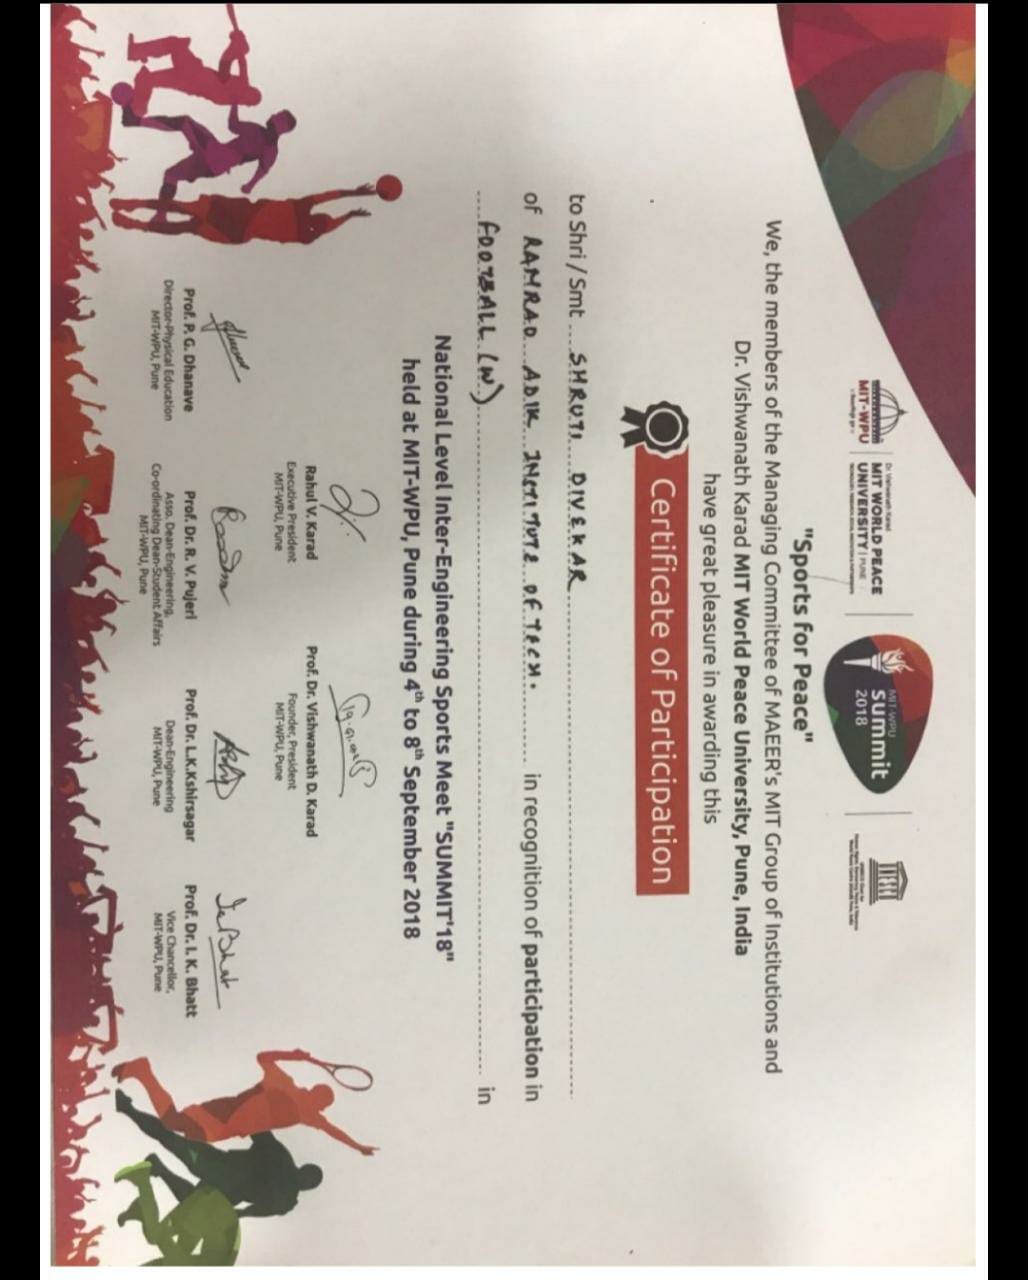 MIT-WPU
Dr. Vishwanath Karad
MIT WORLD PEACE
UNIVERSITY | PUNE
MIT-WPU
summit
2018
"Sports for Peace"
We, the members of the Managing Committee of MAEER's MIT Group of Institutions and
Dr. Vishwanath Karad MIT World Peace University, Pune, India
have great pleasure in awarding this
Certificate of Participation
to Shri / Smt SHRUTI DIVEKAR
of RAMRAO ADIK INSTITUTE OF TECH. in recognition of participation in
FOOTBALL (W) in
National Level Inter-Engineering Sports Meet "SUMMIT'18"
held at MIT-WPU, Pune during 4th to 8th September 2018
Rahul V. Karad
Executive President
MIT-WPU, Pune
Prof. Dr. Vishwanath D. Karad
Founder, President
MIT-WPU, Pune
Prof. P. G. Dhanave
Director-Physical Education
MIT-WPU, Pune
Prof. Dr. R. V. Pujeri
Asso. Dean-Engineering,
Co-ordinating Dean-Student Affairs
MIT-WPU, Pune
Prof. Dr. L.K.Kshirsagar
Dean-Engineering
MIT-WPU, Pune
Prof. Dr. L. K. Bhatt
Vice Chancellor,
MIT-WPU, Pune